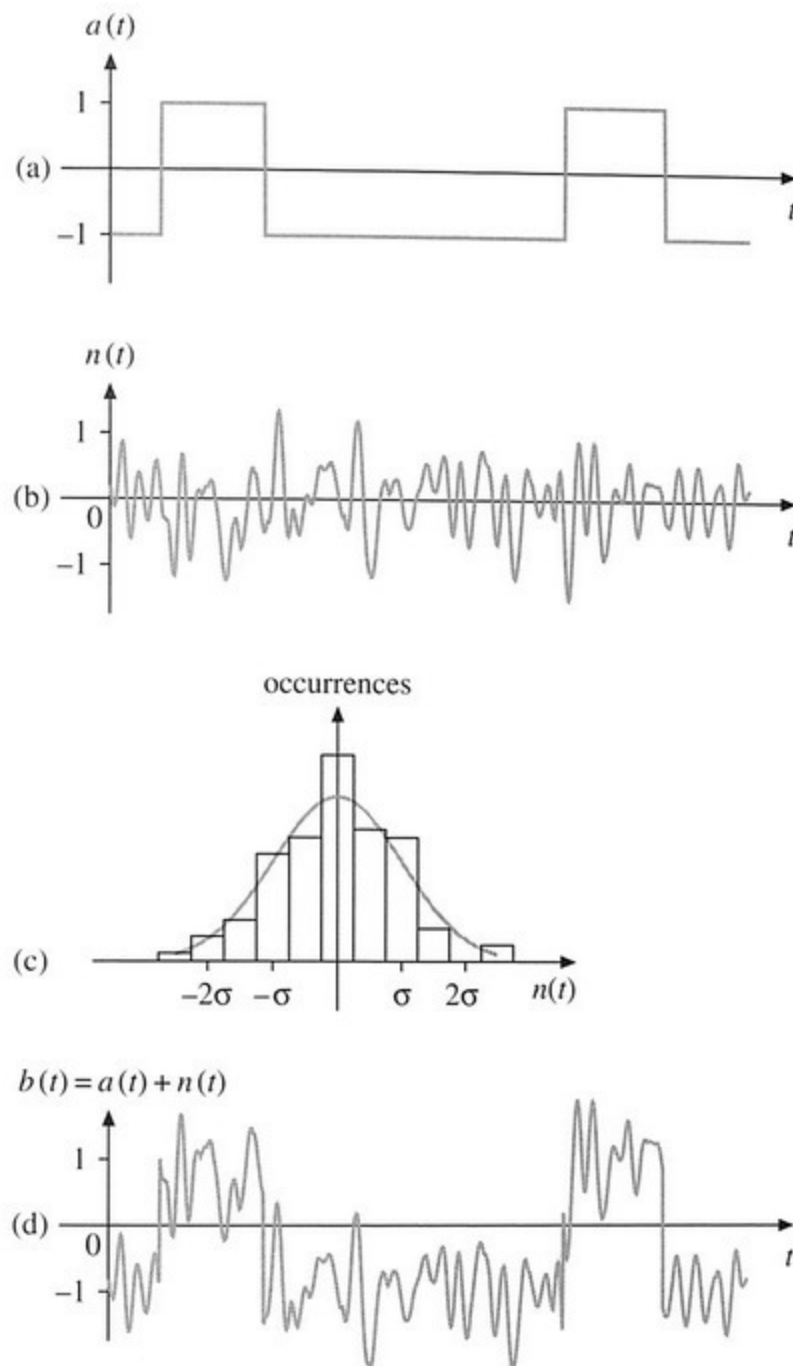 a(t)
1
(a)
t
−1
n(t)
1
(b)
0
t
−1
occurrences
(c)
−2σ −σ σ 2σ n(t)
b(t) = a(t) + n(t)
1
(d)
0
t
−1